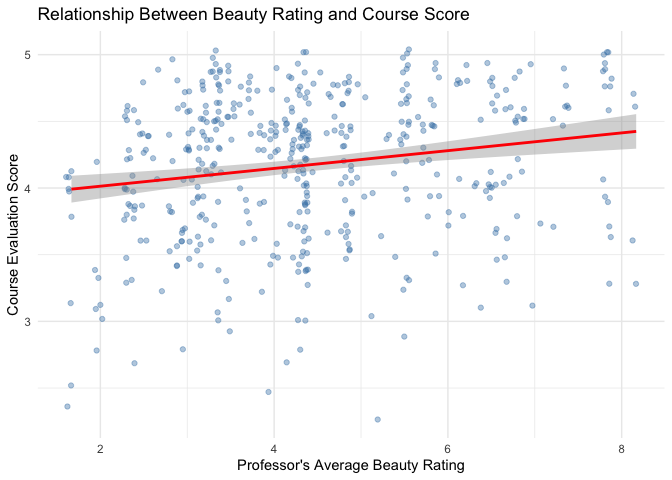 Relationship Between Beauty Rating and Course Score
5
4
3
Course Evaluation Score
2
4
6
8
Professor's Average Beauty Rating